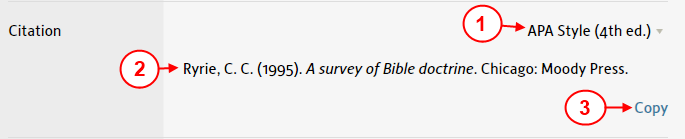 Citation
1 APA Style (4th ed.)
2 Ryrie, C. C. (1995). A survey of Bible doctrine. Chicago: Moody Press.
3 Copy